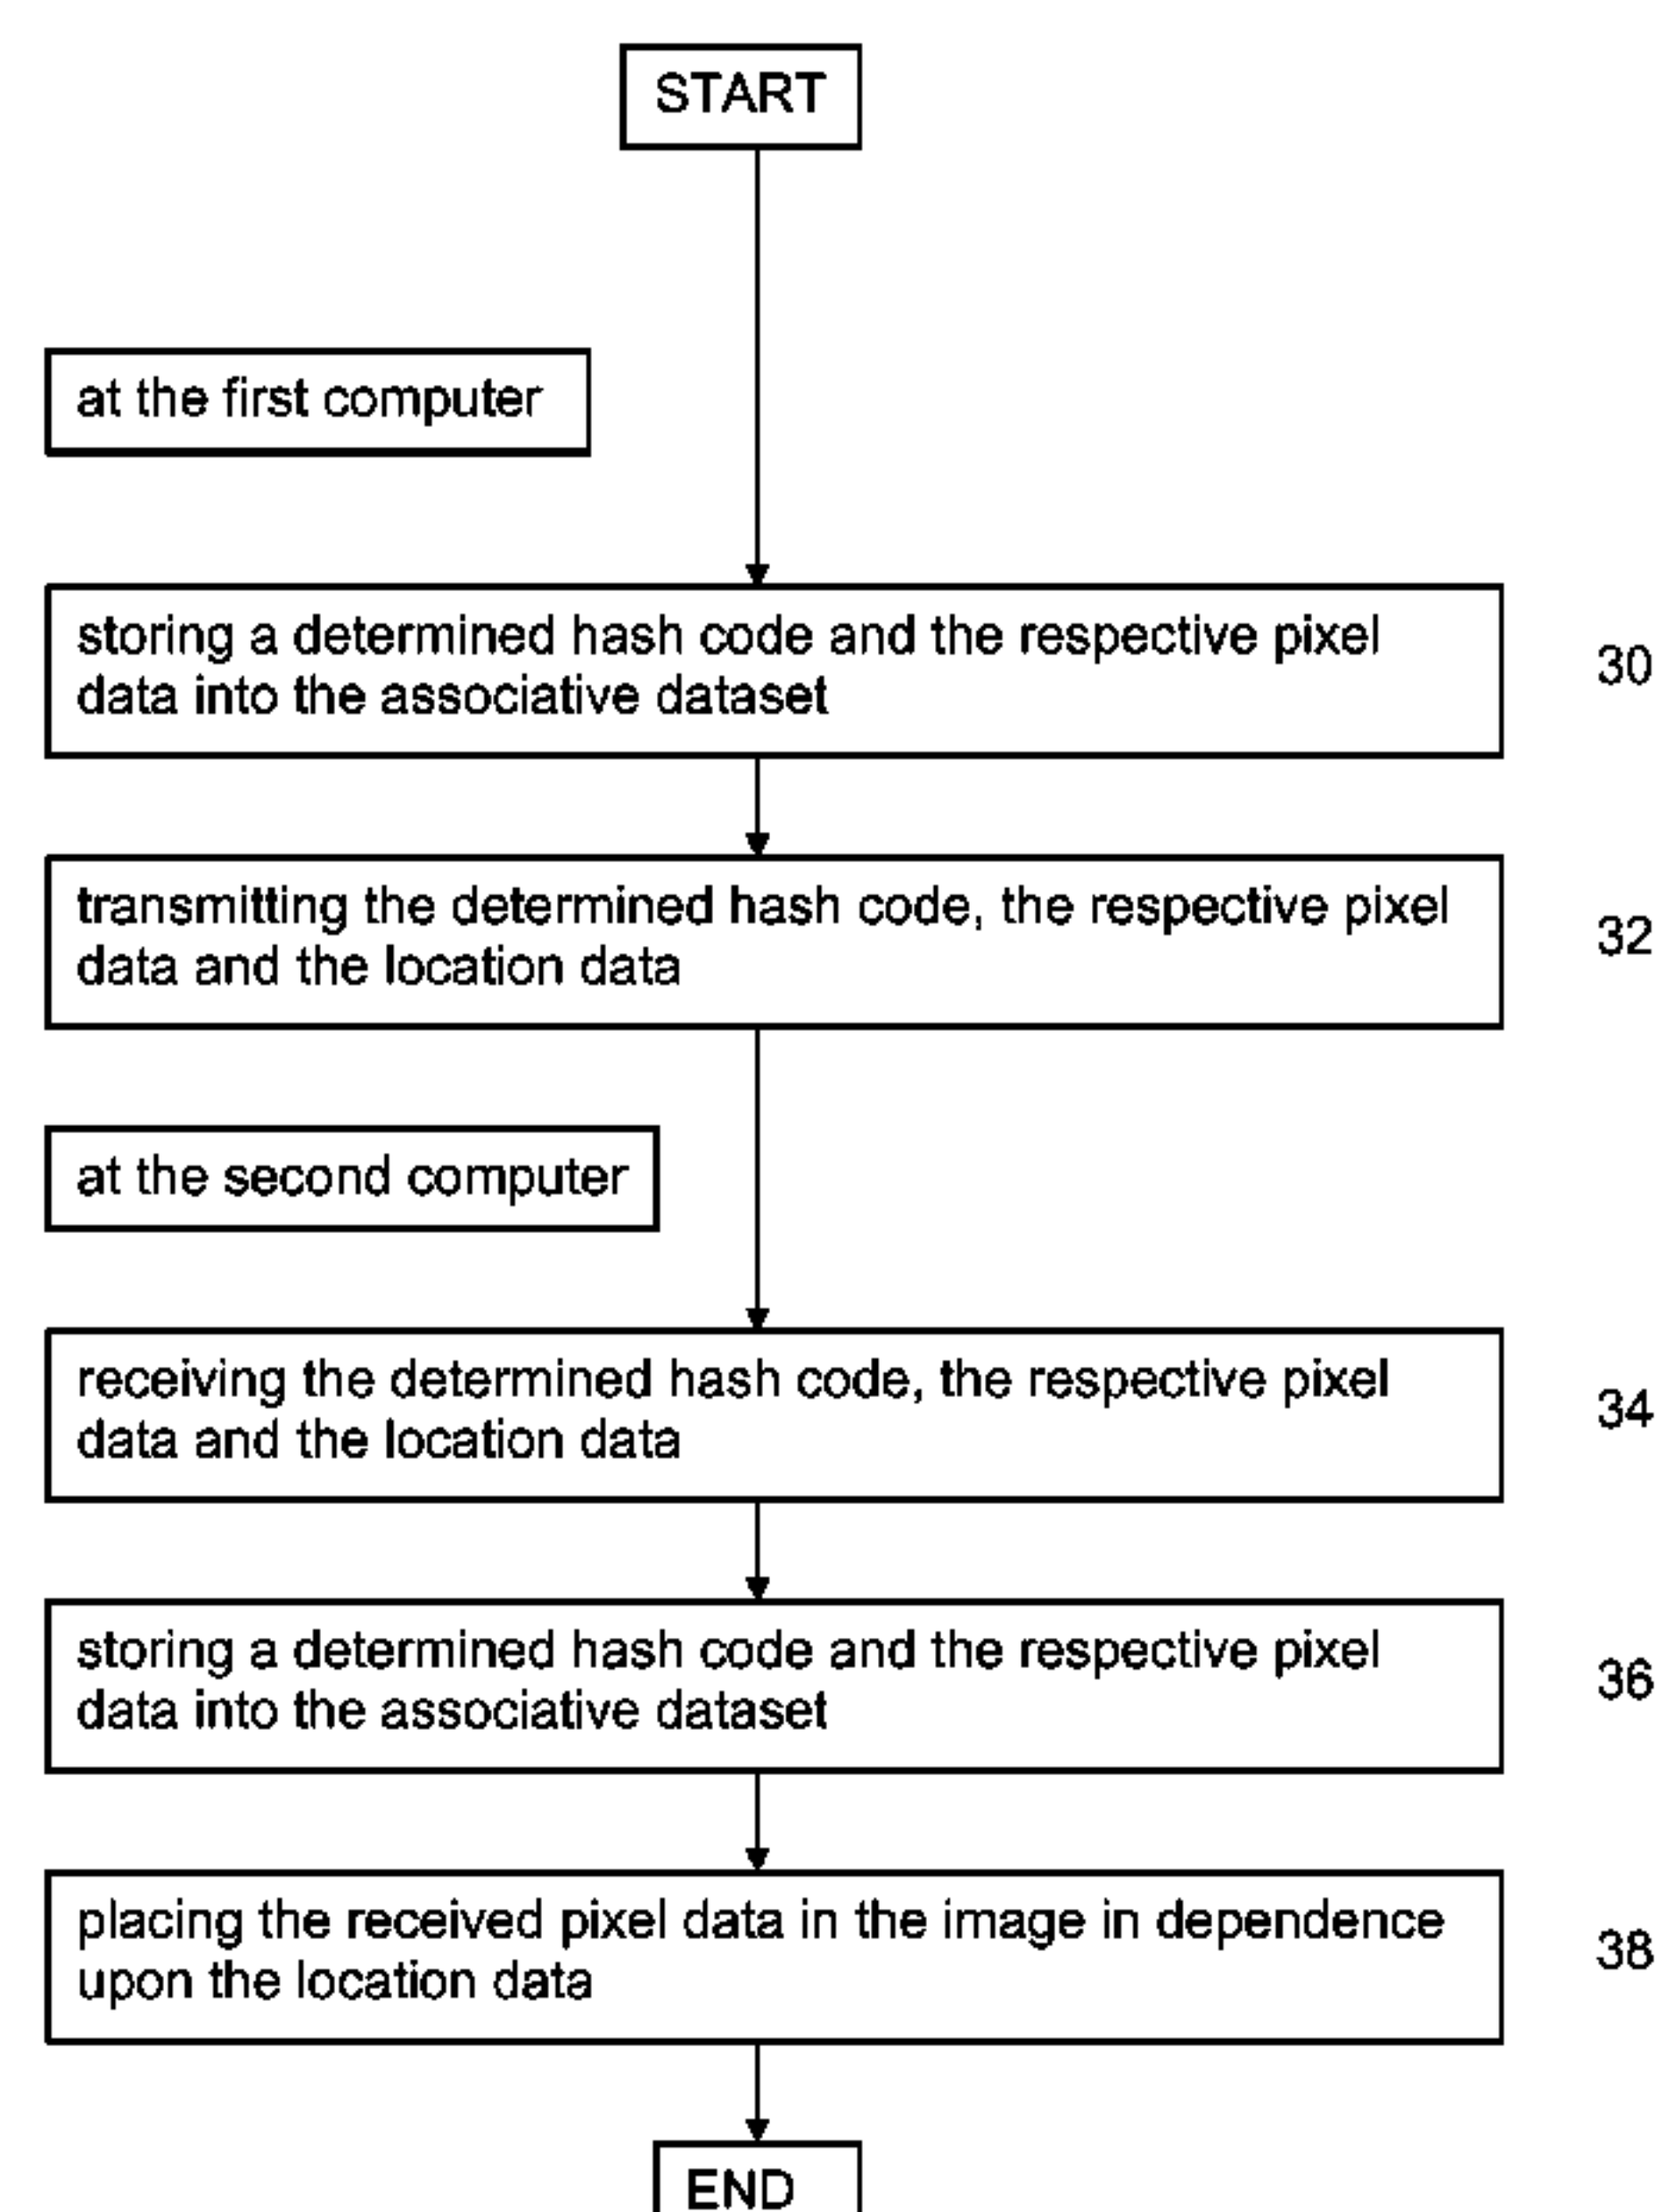 START
at the first computer
storing a determined hash code and the respective pixel
data into the associative dataset
30
transmitting the determined hash code, the respective pixel
data and the location data
32
at the second computer
receiving the determined hash code, the respective pixel
data and the location data
34
storing a determined hash code and the respective pixel
data into the associative dataset
36
placing the received pixel data in the image in dependence
upon the location data
38
END